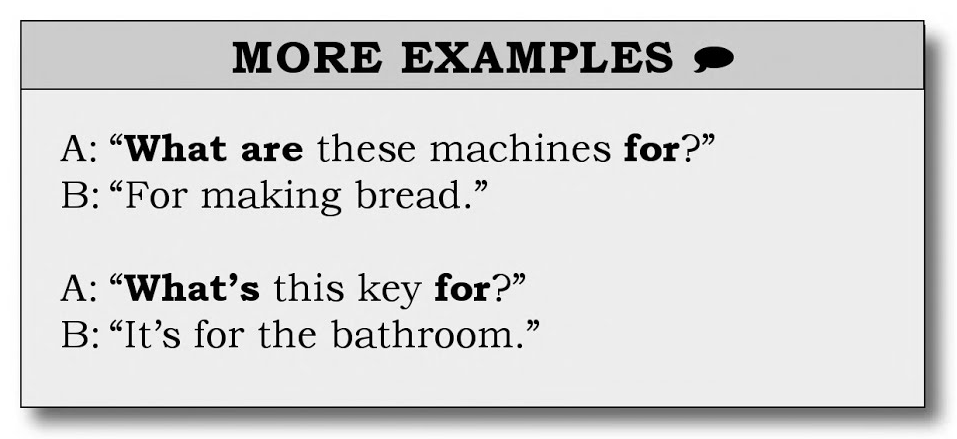 MORE EXAMPLES
A: “What are these machines for?”
B: “For making bread.”
A: “What’s this key for?”
B: “It’s for the bathroom.”